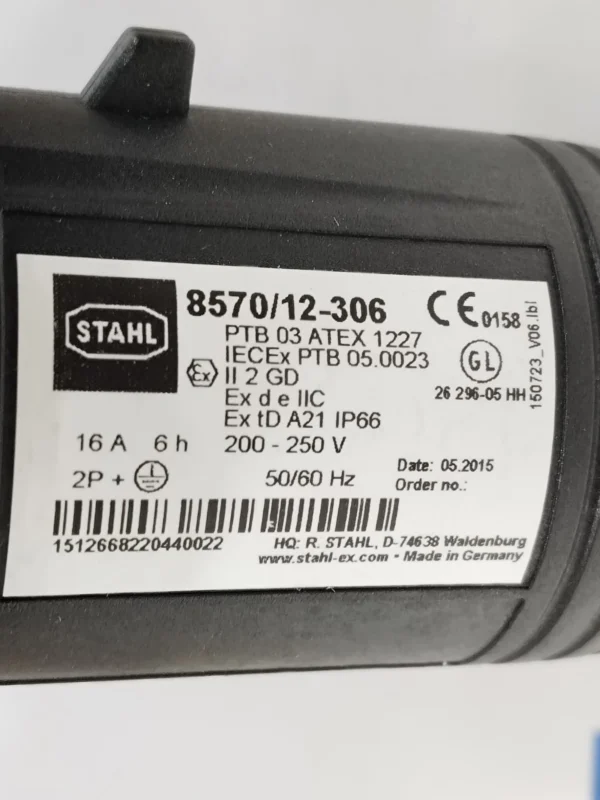 STAHL
8570/12-306
CE 0158
PTB 03 ATEX 1227
IECEx PTB 05.0023
GL
Ex
II 2 GD
26 296-05 HH
Ex d e IIC
Ex tD A21 IP66
150723_V06.lbl
16 A 6 h 200 - 250 V
2P +
50/60 Hz
Date: 05.2015
Order no.:
1512668220440022
HQ: R. STAHL, D-74638 Waldenburg
www.stahl-ex.com • Made in Germany